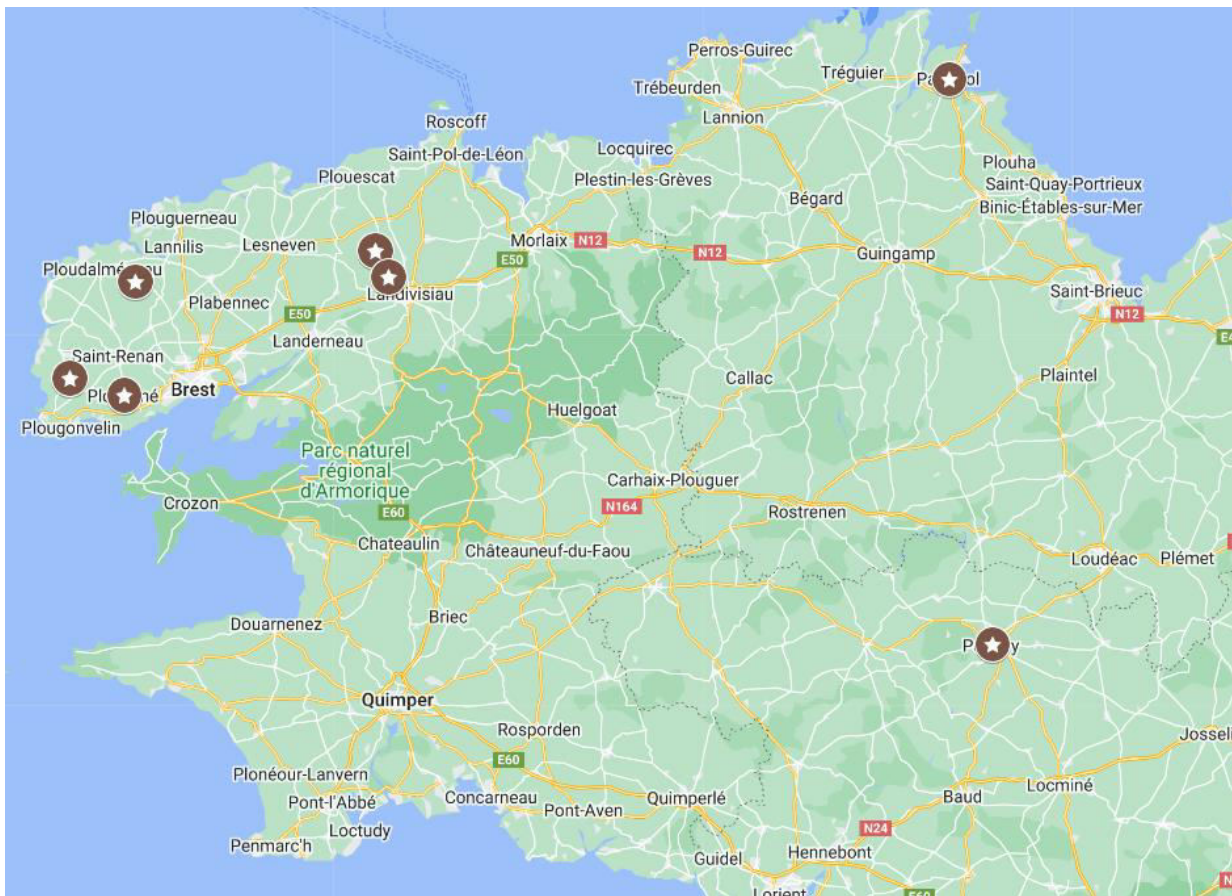 Perros-Guirec
Tréguier
Trébeurden
Lannion
Roscoff
Locquirec
Saint-Pol-de-Léon
Plouescat
Plestin-les-Grèves
Plouha
Saint-Quay-Portrieux
Bégard
Binic-Étables-sur-Mer
Plouguerneau
Lannilis
Lesneven
Morlaix
N12
N12
Guingamp
E50
Saint-Brieuc
Plabennec
E50
N12
Landerneau
Saint-Renan
Brest
Callac
Plaintel
Huelgoat
Plougonvelin
Parc naturel
régional
d'Armorique
Carhaix-Plouguer
Crozon
N164
E60
Rostrenen
Chateaulin
Châteauneuf-du-Faou
Loudéac
Plémet
Briec
Douarnenez
Quimper
Rosporden
E60
Plonéour-Lanvern
Pont-l'Abbé
Concarneau
Pont-Aven
Quimperlé
Baud
Locminé
Loctudy
N24
Penmarc'h
Guidel
Hennebont